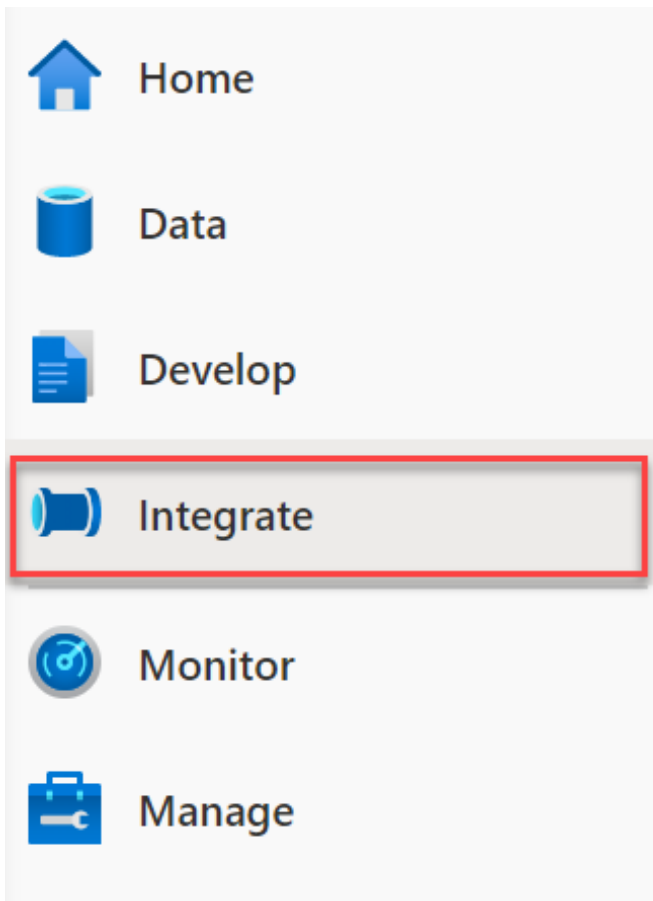 Home
Data
Develop
Integrate
Monitor
Manage